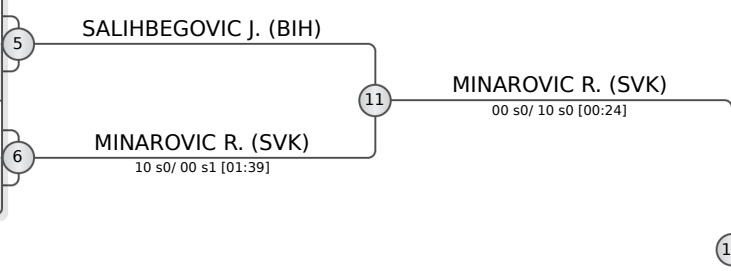 SALIHBEGOVIC J. (BIH)
5
MINAROVIC R. (SVK)
11
00 s0/ 10 s0 [00:24]
MINAROVIC R. (SVK)
6
10 s0/ 00 s1 [01:39]